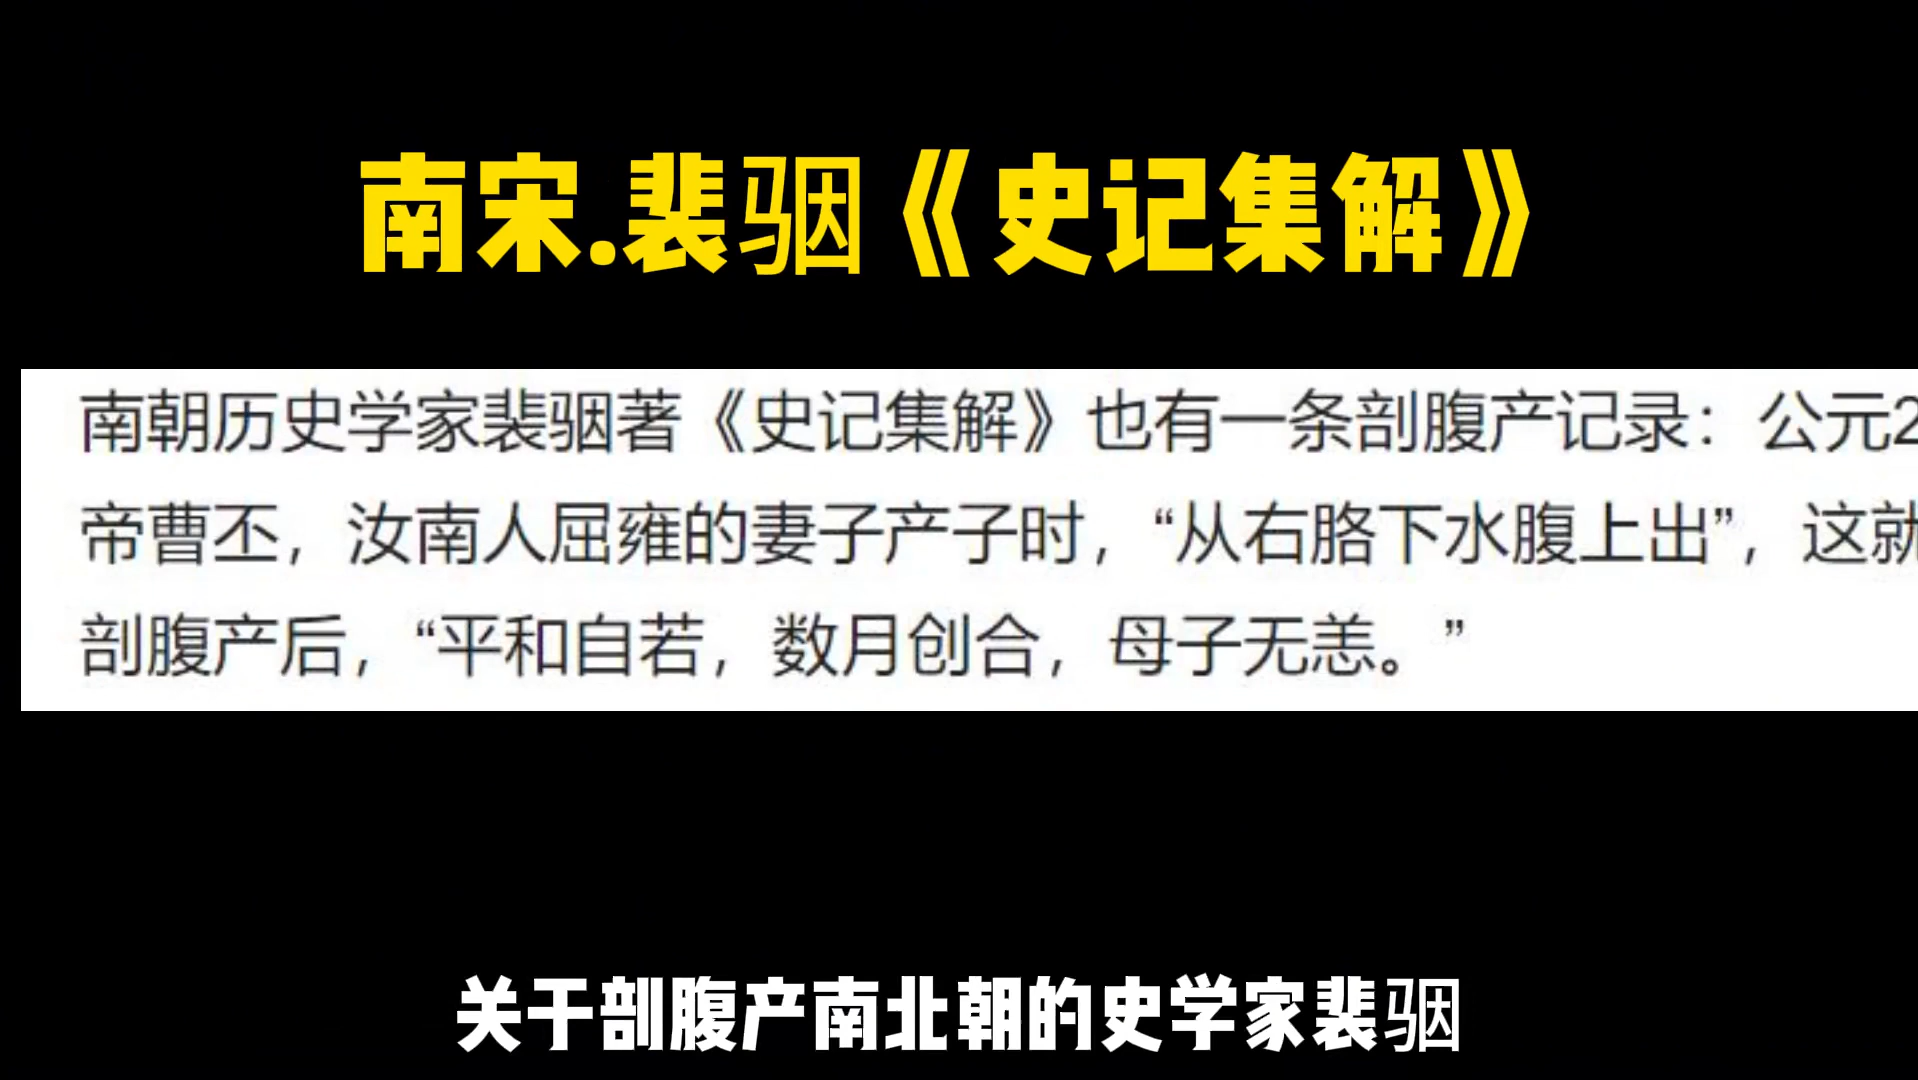 南宋.裴骃《史记集解》
南朝历史学家裴骃著《史记集解》也有一条剖腹产记录：公元2
帝曹丕，汝南人屈雍的妻子产子时，“从右胳下水腹上出”，这就
剖腹产后，“平和自若，数月创合，母子无恙。”
关于剖腹产南北朝的史学家裴骃